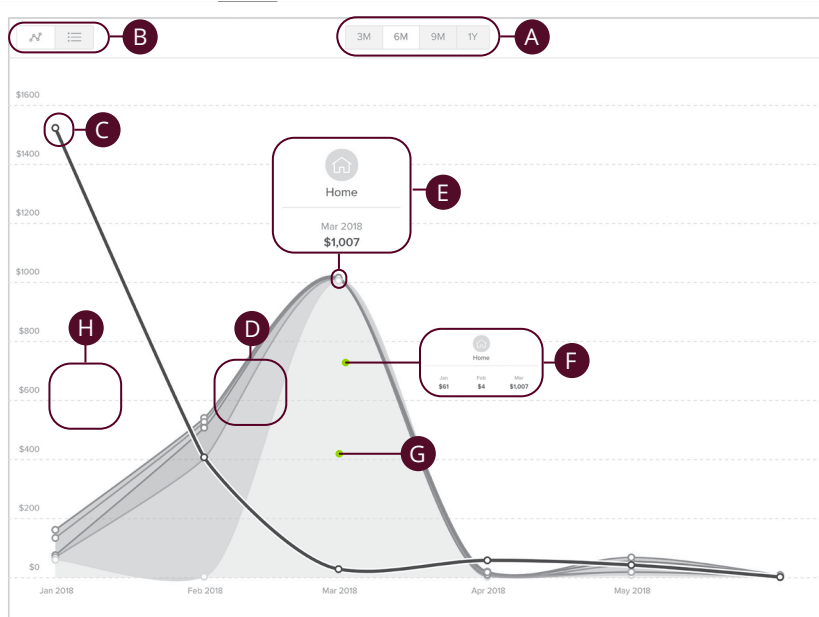 B
3M 6M 9M 1Y
A
$1600
C
$1400
Home
E
$1200
Mar 2018
$1,007
$1000
H
D
$800
Home
F
Jan Feb Mar
$61 $4 $1,007
$600
$400
G
$200
$0
Jan 2018 Feb 2018 Mar 2018 Apr 2018 May 2018